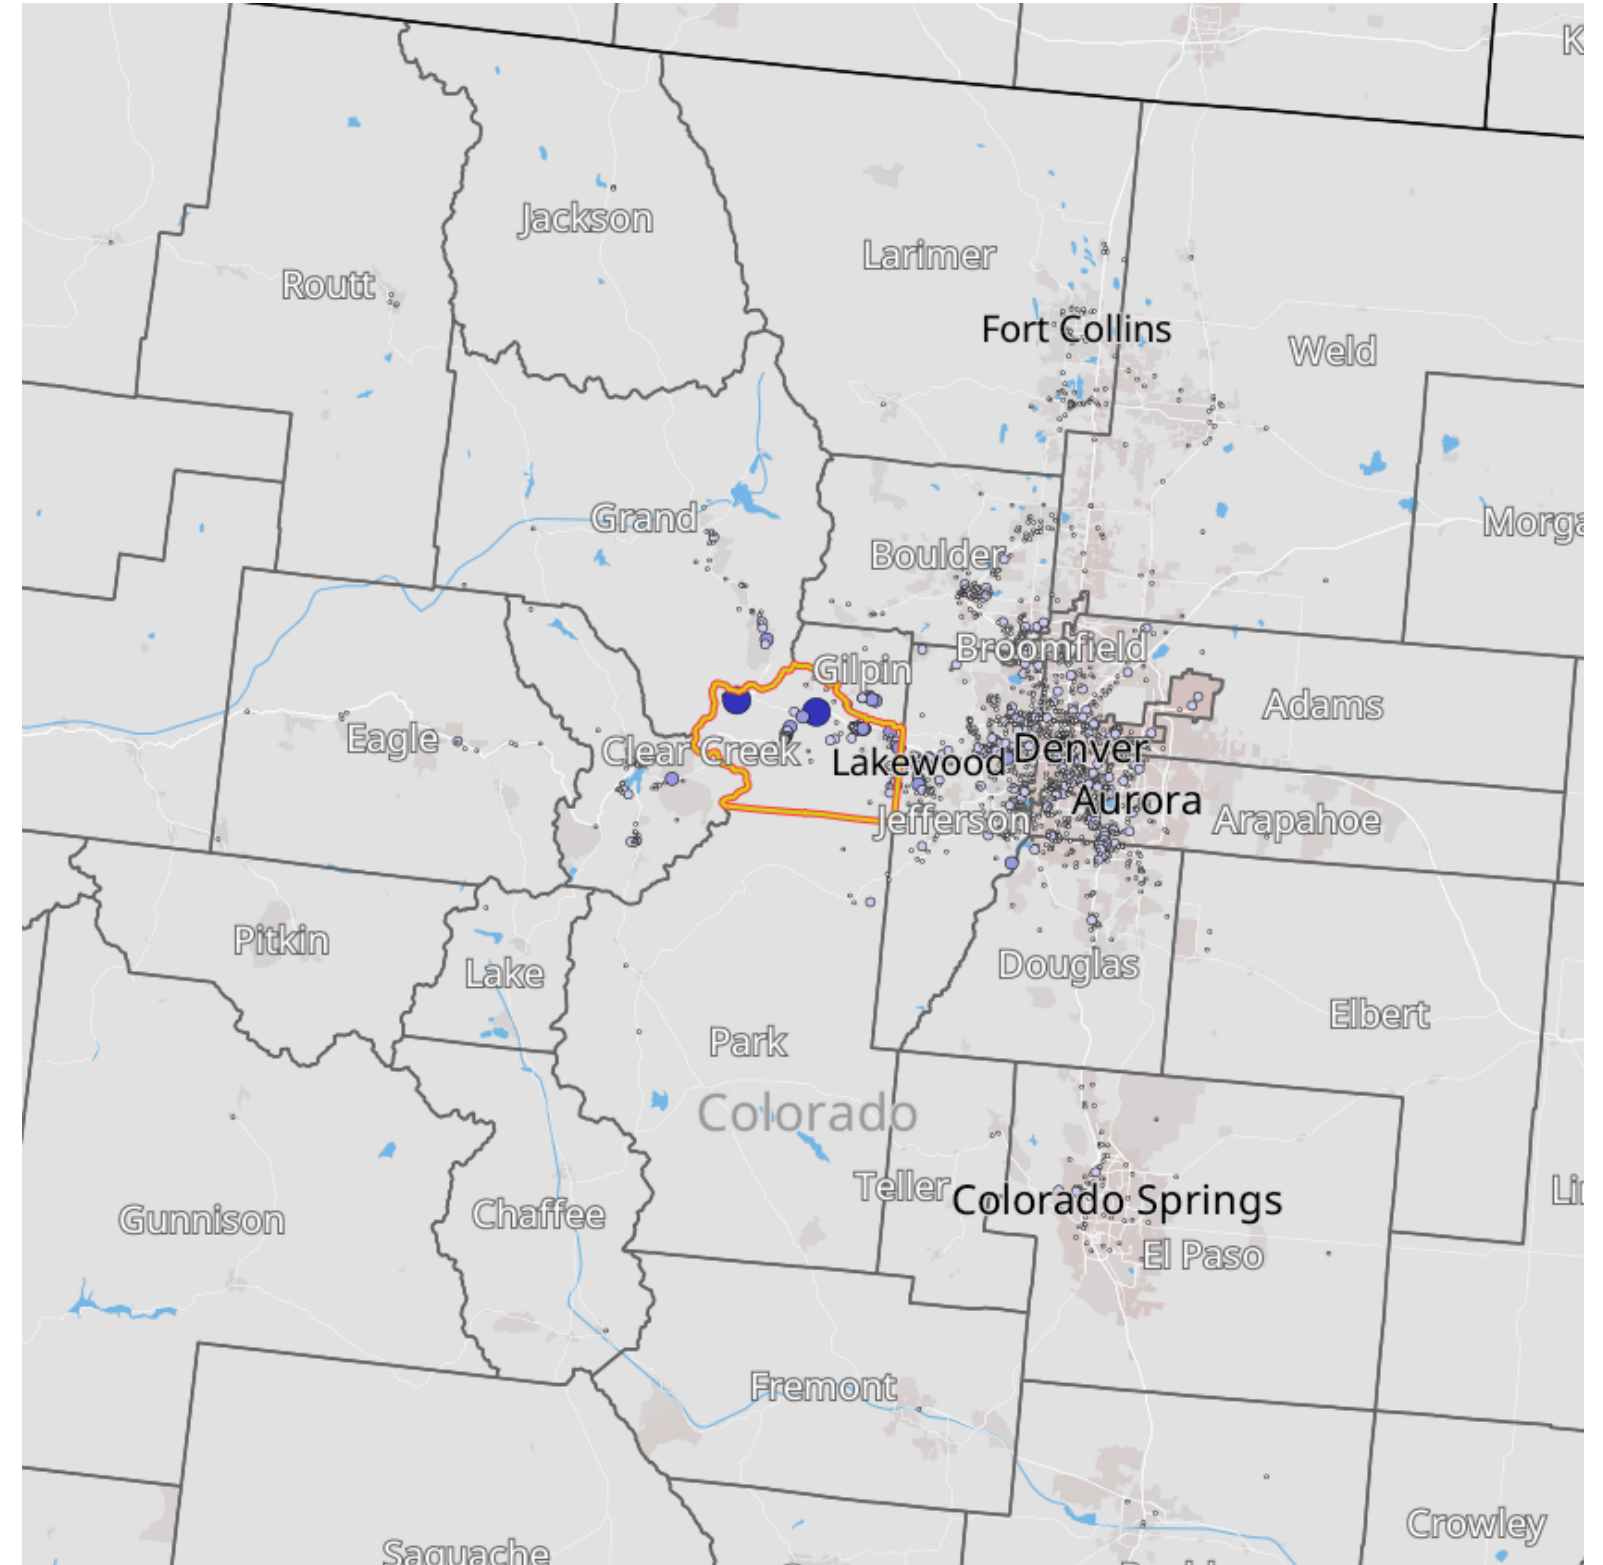 K
Jackson
Larimer
Routt
Fort Collins
Weld
Grand
Morga
Boulder
Broomfield
Gilpin
Adams
Eagle
Clear Creek
Lakewood
Denver
Aurora
Jefferson
Arapahoe
Pitkin
Lake
Douglas
Elbert
Park
Colorado
Teller
Colorado Springs
Lin
Gunnison
Chaffee
El Paso
Fremont
Crowley
Saguache